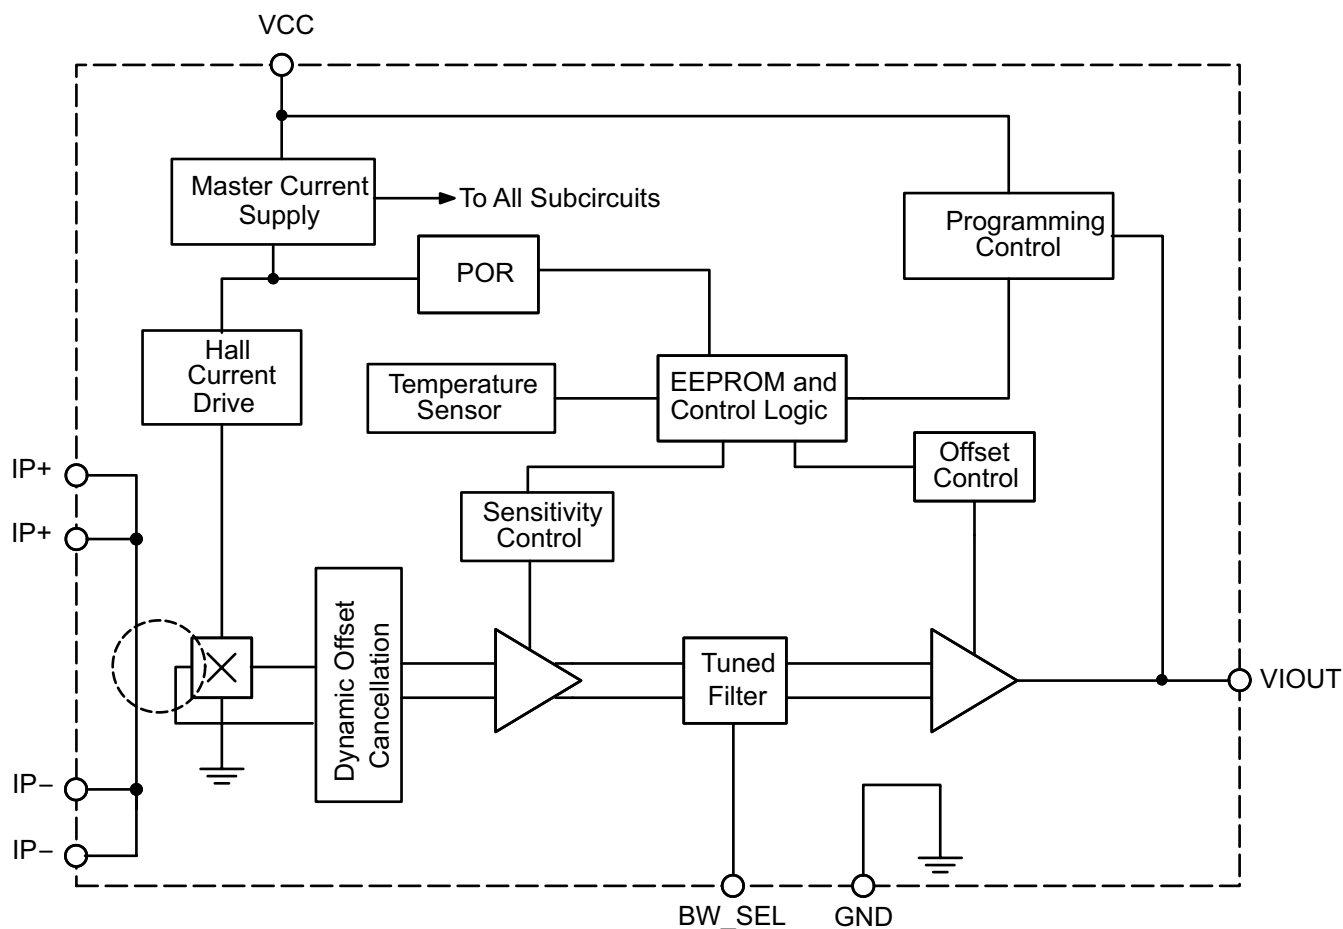 VCC
Master Current
Supply
To All Subcircuits
Programming
Control
POR
Hall
Current
Drive
Temperature
Sensor
EEPROM and
Control Logic
Offset
Control
IP+
IP+
Sensitivity
Control
Dynamic Offset
Cancellation
Tuned
Filter
VIOUT
IP–
IP–
BW_SEL
GND